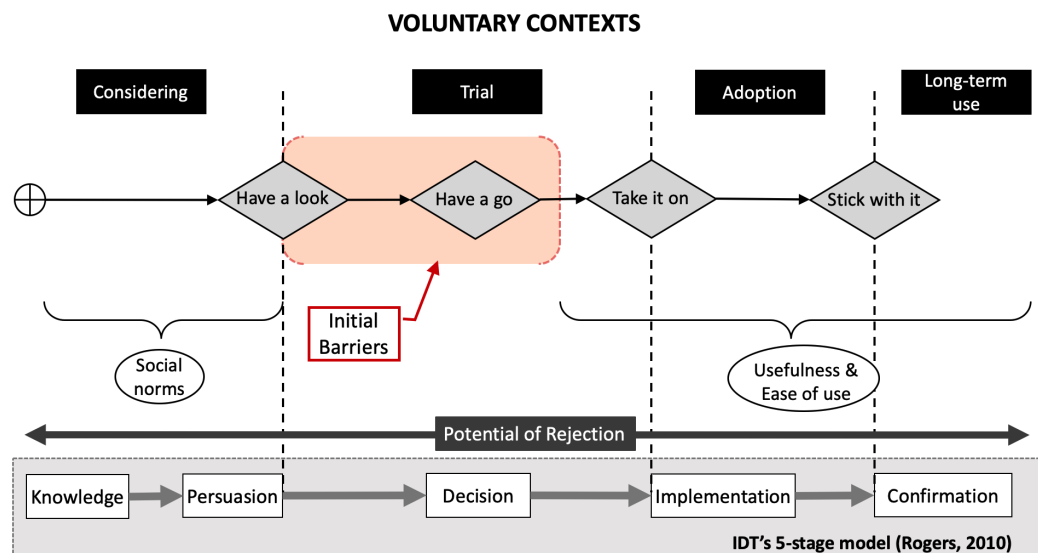 VOLUNTARY CONTEXTS
Considering
Trial
Adoption
Long-term
use
Have a look
Have a go
Take it on
Stick with it
Initial
Barriers
Social
norms
Usefulness &
Ease of use
Potential of Rejection
Knowledge
Persuasion
Decision
Implementation
Confirmation
IDT's 5-stage model (Rogers, 2010)